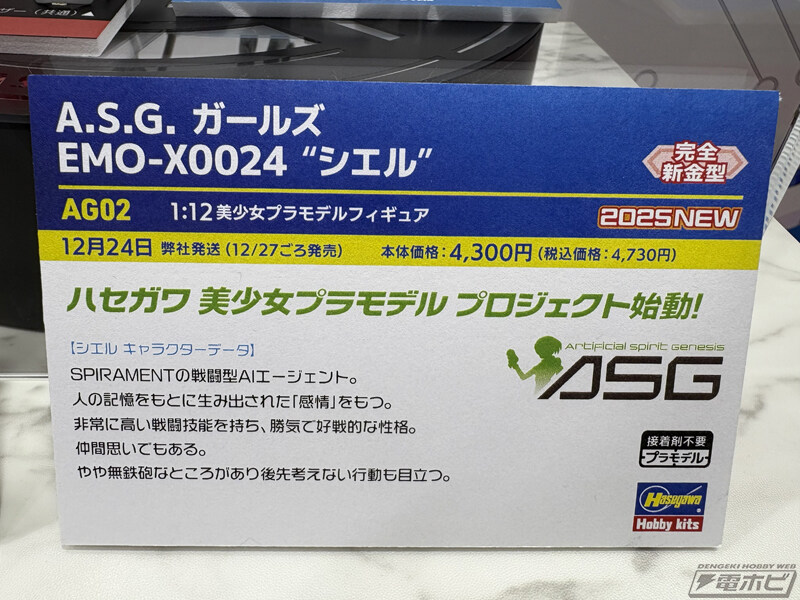 ザー（共通）
A.S.G. ガールズ
EMO-X0024 “シエル”
完全
新金型
AG02 1:12美少女プラモデルフィギュア
2025NEW
12月24日 弊社発送（12/27ごろ発売） 本体価格：4,300円（税込価格：4,730円）
ハセガワ 美少女プラモデル プロジェクト始動！
【シエル キャラクターデータ】
SPIRAMENTの戦闘型AIエージェント。
人の記憶をもとに生み出された「感情」をもつ。
非常に高い戦闘技能を持ち、勝気で好戦的な性格。
仲間思いでもある。
やや無鉄砲なところがあり後先考えない行動も目立つ。
Artificial spirit Genesis
ASG
接着剤不要
プラモデル
Hasegawa
Hobby kits
DENGEKI HOBBY WEB
電ホビ